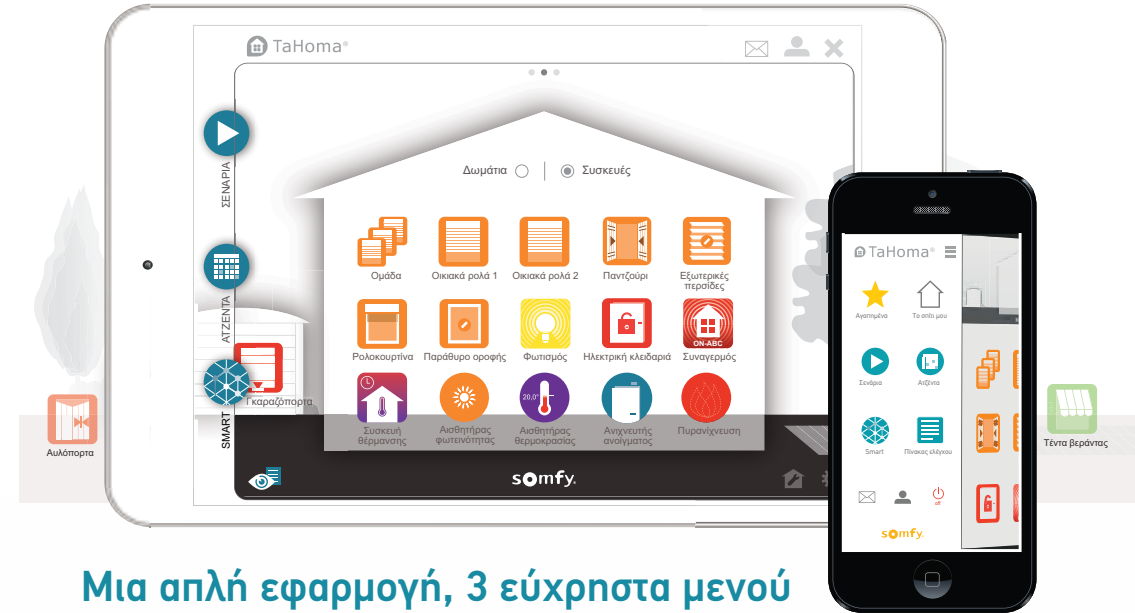 TaHoma®
Δωμάτια
Συσκευές
ΣΕΝΑΡΙΑ
ΑΤΖΕΝΤΑ
SMART
Ομάδα
Οικιακά ρολά 1
Οικιακά ρολά 2
Παντζούρι
Εξωτερικές
περσίδες
Ρολοκουρτίνα
Παράθυρο οροφής
Φωτισμός
Ηλεκτρική κλειδαριά
ON-ABC
Συναγερμός
Γκαραζόπορτα
Συσκευή
θέρμανσης
Αισθητήρας
φωτεινότητας
20,0°
Αισθητήρας
θερμοκρασίας
Ανιχνευτής
ανοίγματος
Πυρανίχνευση
Αυλόπορτα
somfy.
TaHoma®
Αγαπημένα
Το σπίτι μου
Σενάρια
Ατζέντα
Smart
Πίνακας ελέγχου
off
somfy.
Τέντα βεράντας
Μια απλή εφαρμογή, 3 εύχρηστα μενού